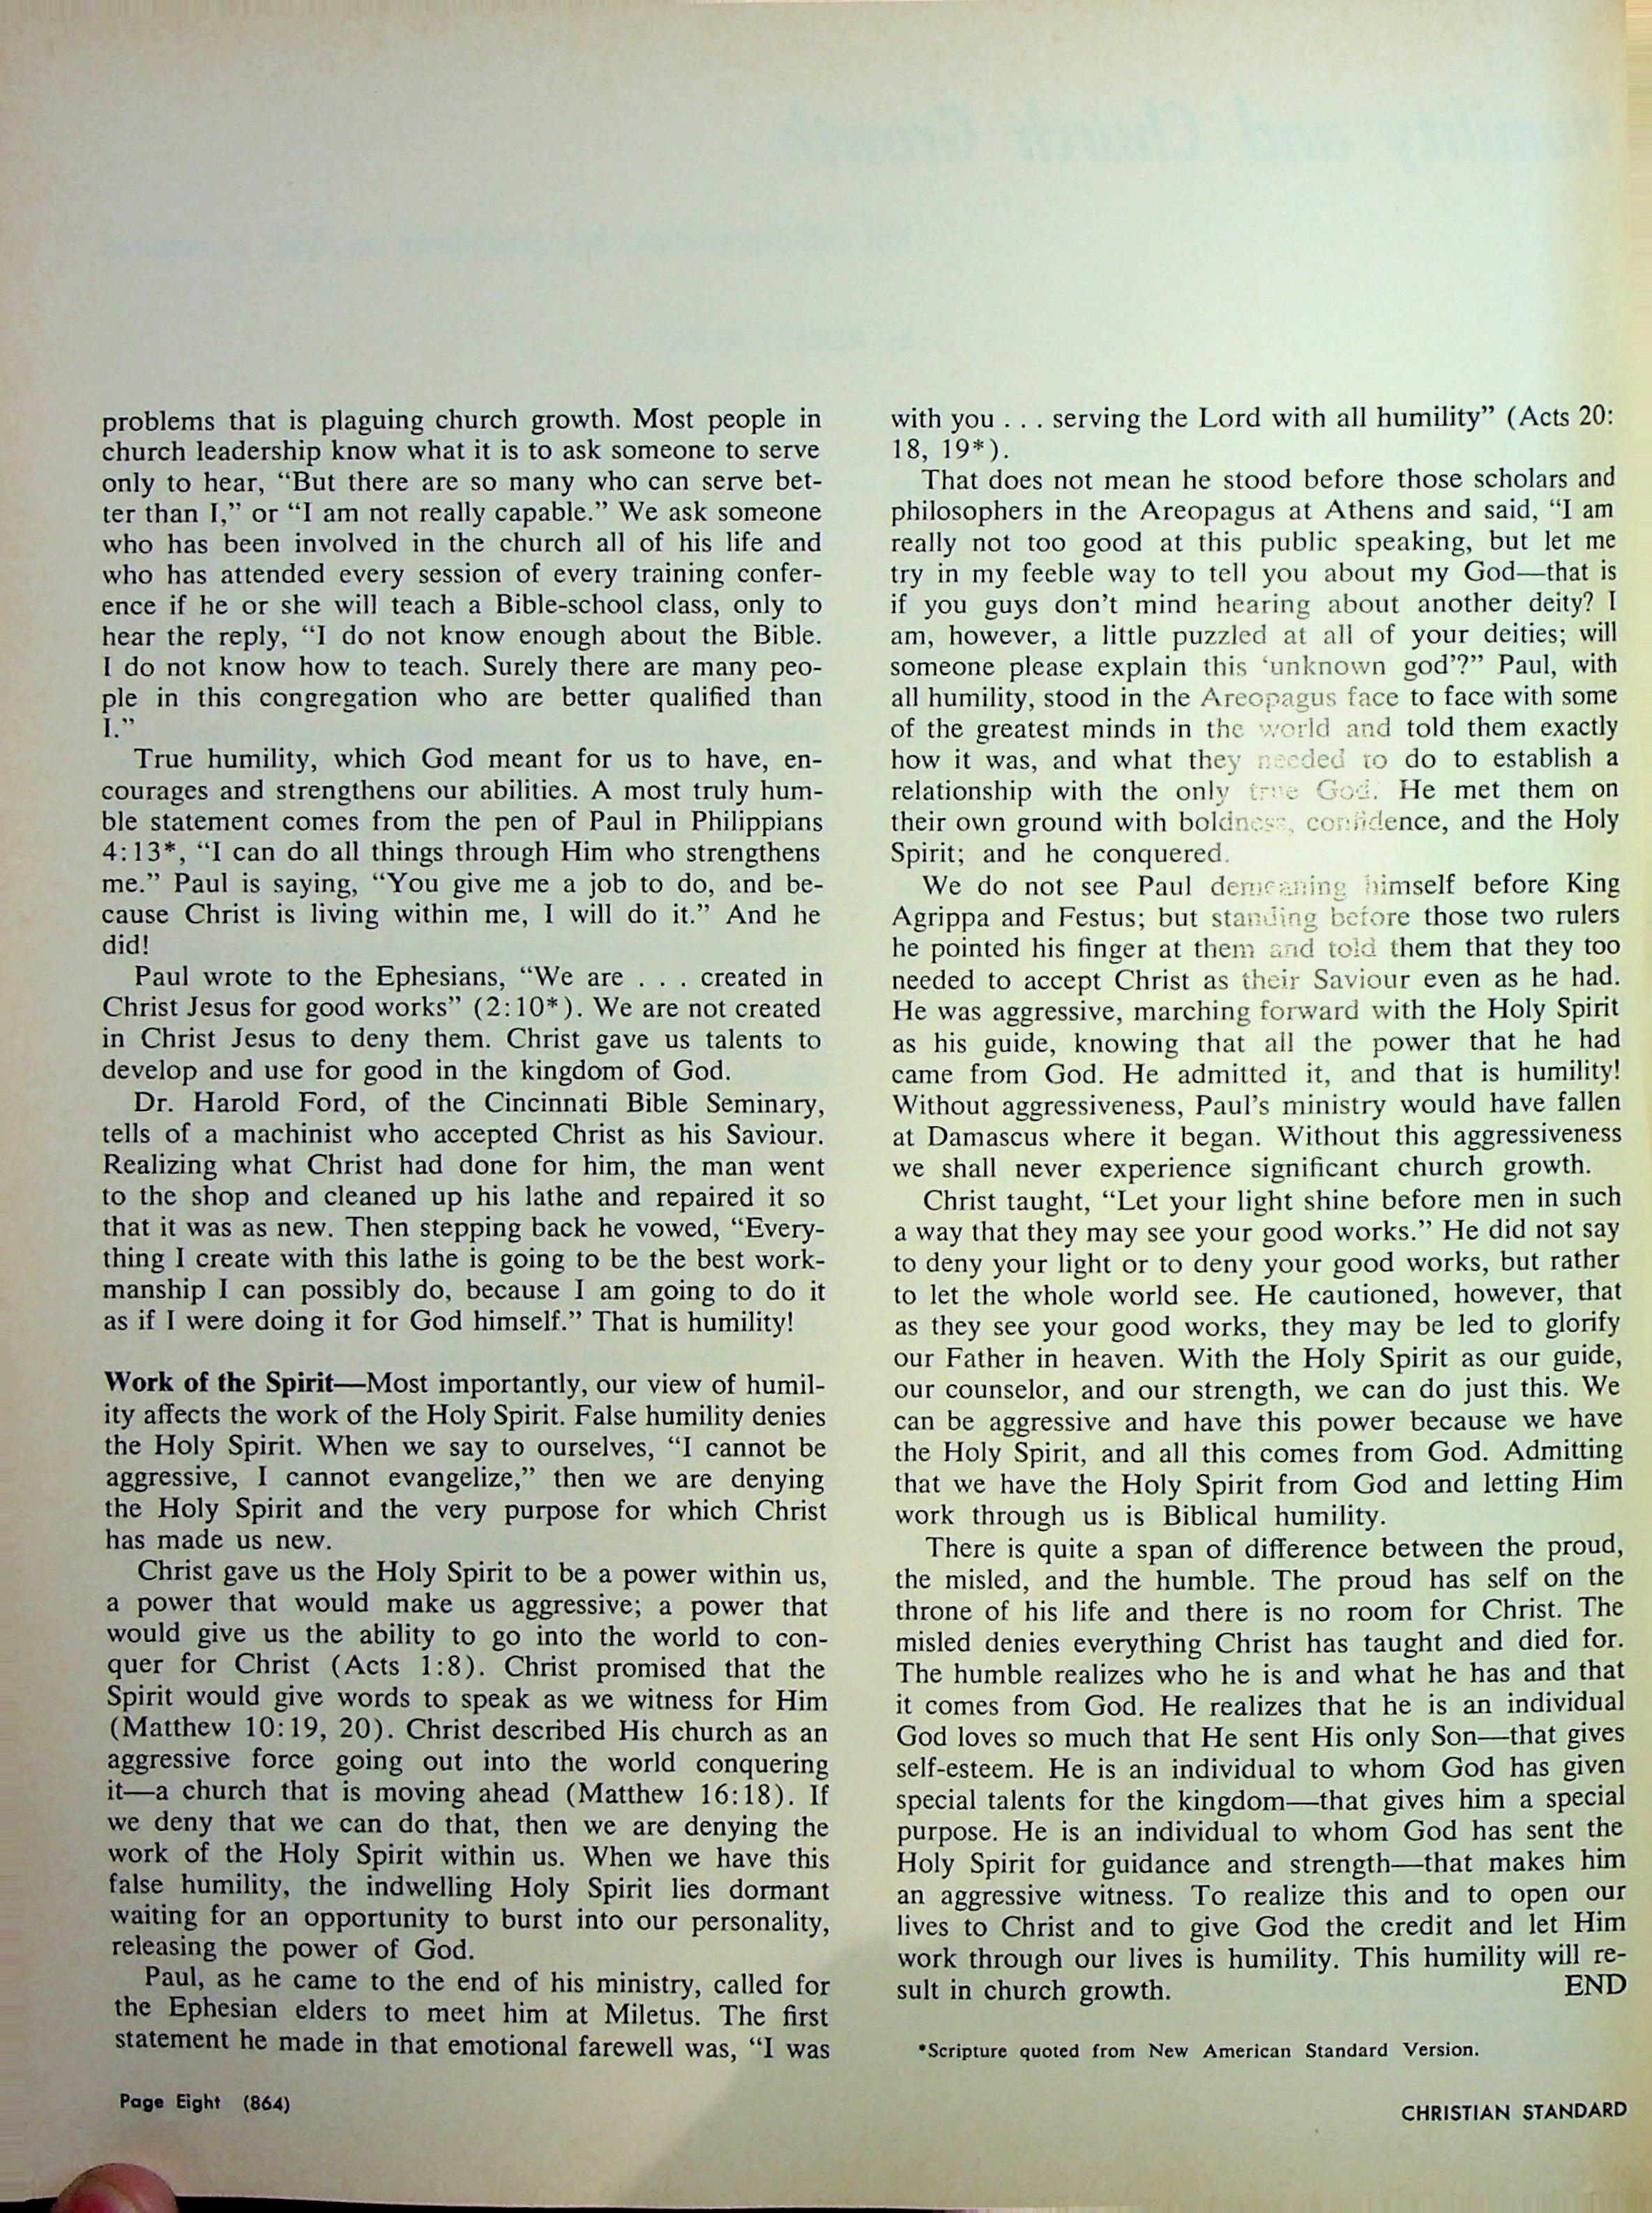 problems that is plaguing church growth. Most people in
church leadership know what it is to ask someone to serve
only to hear, “But there are so many who can serve bet-
ter than I,” or “I am not really capable.” We ask someone
who has been involved in the church all of his life and
who has attended every session of every training confer-
ence if he or she will teach a Bible-school class, only to
hear the reply, “I do not know enough about the Bible.
I do not know how to teach. Surely there are many peo-
ple in this congregation who are better qualified than
I.”
True humility, which God meant for us to have, en-
courages and strengthens our abilities. A most truly hum-
ble statement comes from the pen of Paul in Philippians
4:13*, “I can do all things through Him who strengthens
me.” Paul is saying, “You give me a job to do, and be-
cause Christ is living within me, I will do it.” And he
did!
Paul wrote to the Ephesians, “We are . . . created in
Christ Jesus for good works” (2:10*). We are not created
in Christ Jesus to deny them. Christ gave us talents to
develop and use for good in the kingdom of God.
Dr. Harold Ford, of the Cincinnati Bible Seminary,
tells of a machinist who accepted Christ as his Saviour.
Realizing what Christ had done for him, the man went
to the shop and cleaned up his lathe and repaired it so
that it was as new. Then stepping back he vowed, “Every-
thing I create with this lathe is going to be the best work-
manship I can possibly do, because I am going to do it
as if I were doing it for God himself.” That is humility!
Work of the Spirit—Most importantly, our view of humil-
ity affects the work of the Holy Spirit. False humility denies
the Holy Spirit. When we say to ourselves, “I cannot be
aggressive, I cannot evangelize,” then we are denying
the Holy Spirit and the very purpose for which Christ
has made us new.
Christ gave us the Holy Spirit to be a power within us,
a power that would make us aggressive; a power that
would give us the ability to go into the world to con-
quer for Christ (Acts 1:8). Christ promised that the
Spirit would give words to speak as we witness for Him
(Matthew 10:19, 20). Christ described His church as an
aggressive force going out into the world conquering
it—a church that is moving ahead (Matthew 16:18). If
we deny that we can do that, then we are denying the
work of the Holy Spirit within us. When we have this
false humility, the indwelling Holy Spirit lies dormant
waiting for an opportunity to burst into our personality,
releasing the power of God.
Paul, as he came to the end of his ministry, called for
the Ephesian elders to meet him at Miletus. The first
statement he made in that emotional farewell was, “I was
with you . . . serving the Lord with all humility” (Acts 20:
18, 19*).
That does not mean he stood before those scholars and
philosophers in the Areopagus at Athens and said, “I am
really not too good at this public speaking, but let me
try in my feeble way to tell you about my God—that is
if you guys don’t mind hearing about another deity? I
am, however, a little puzzled at all of your deities; will
someone please explain this ‘unknown god’?” Paul, with
all humility, stood in the Areopagus face to face with some
of the greatest minds in the world and told them exactly
how it was, and what they needed to do to establish a
relationship with the only true God. He met them on
their own ground with boldness, confidence, and the Holy
Spirit; and he conquered.
We do not see Paul demeaning himself before King
Agrippa and Festus; but standing before those two rulers
he pointed his finger at them and told them that they too
needed to accept Christ as their Saviour even as he had.
He was aggressive, marching forward with the Holy Spirit
as his guide, knowing that all the power that he had
came from God. He admitted it, and that is humility!
Without aggressiveness, Paul’s ministry would have fallen
at Damascus where it began. Without this aggressiveness
we shall never experience significant church growth.
Christ taught, “Let your light shine before men in such
a way that they may see your good works.” He did not say
to deny your light or to deny your good works, but rather
to let the whole world see. He cautioned, however, that
as they see your good works, they may be led to glorify
our Father in heaven. With the Holy Spirit as our guide,
our counselor, and our strength, we can do just this. We
can be aggressive and have this power because we have
the Holy Spirit, and all this comes from God. Admitting
that we have the Holy Spirit from God and letting Him
work through us is Biblical humility.
There is quite a span of difference between the proud,
the misled, and the humble. The proud has self on the
throne of his life and there is no room for Christ. The
misled denies everything Christ has taught and died for.
The humble realizes who he is and what he has and that
it comes from God. He realizes that he is an individual
God loves so much that He sent His only Son—that gives
self-esteem. He is an individual to whom God has given
special talents for the kingdom—that gives him a special
purpose. He is an individual to whom God has sent the
Holy Spirit for guidance and strength—that makes him
an aggressive witness. To realize this and to open our
lives to Christ and to give God the credit and let Him
work through our lives is humility. This humility will re-
sult in church growth. END
*Scripture quoted from New American Standard Version.
Page Eight (864)
CHRISTIAN STANDARD